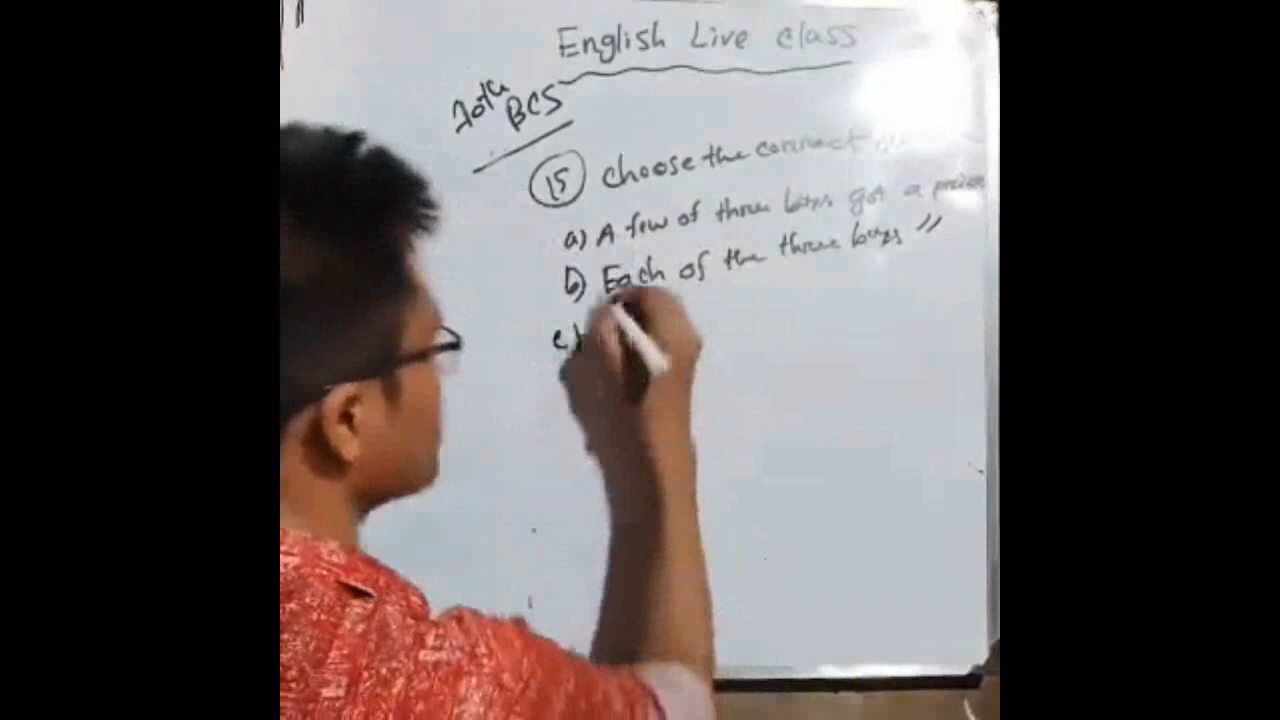 English Live class
10th
BCS
15 choose the correct
a) A few of three boys got a prize
b) Each of the three boys "
c)